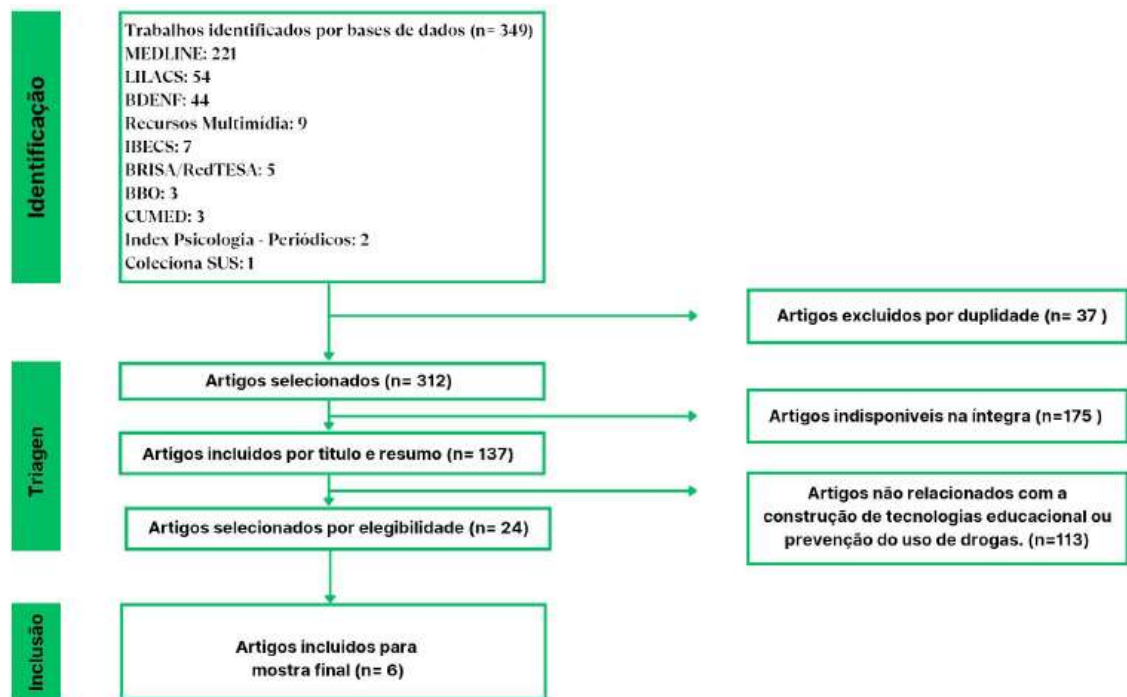 Identificação
Trabalhos identificados por bases de dados (n= 349)
MEDLINE: 221
LILACS: 54
BDENF: 44
Recursos Multimídia: 9
IBECS: 7
BRISA/RedTESA: 5
BBO: 3
CUMED: 3
Index Psicologia - Periódicos: 2
Coleciona SUS: 1
Artigos excluidos por duplidade (n= 37 )
Triagen
Artigos selecionados (n= 312)
Artigos indisponiveis na íntegra (n=175 )
Artigos incluidos por titulo e resumo (n= 137)
Artigos não relacionados com a
construção de tecnologias educacional ou
prevenção do uso de drogas. (n=113)
Artigos selecionados por elegibilidade (n= 24)
Inclusão
Artigos incluidos para
mostra final (n= 6)